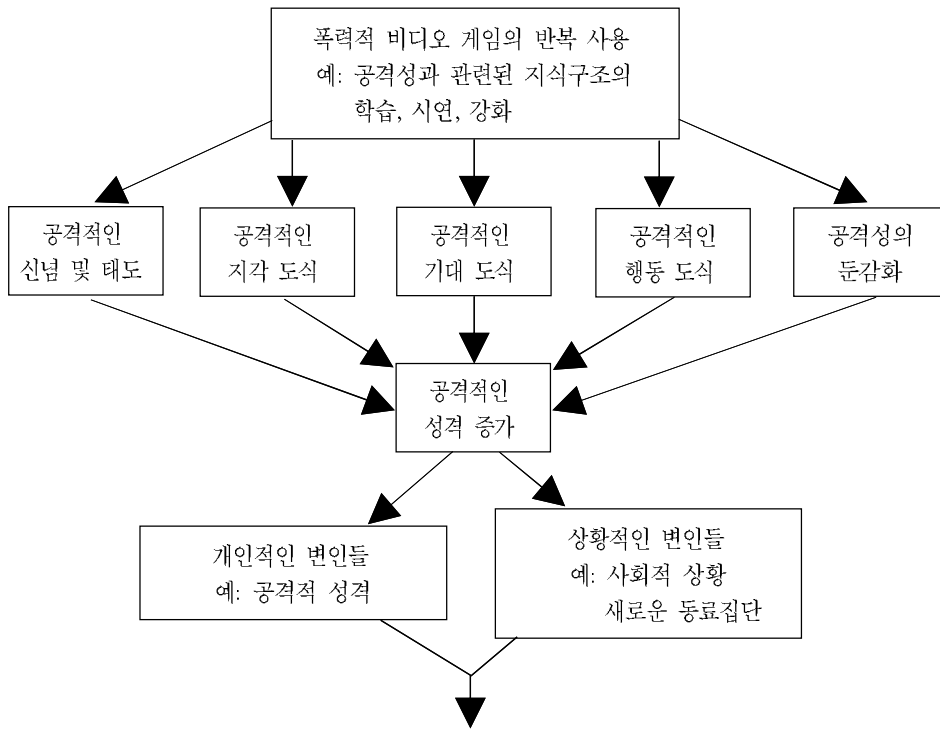 폭력적 비디오 게임의 반복 사용
예: 공격성과 관련된 지식구조의
학습, 시연, 강화
공격적인
신념 및 태도
공격적인
지각 도식
공격적인
기대 도식
공격적인
행동 도식
공격성의
둔감화
공격적인
성격 증가
개인적인 변인들
예: 공격적 성격
상황적인 변인들
예: 사회적 상황
새로운 동료집단